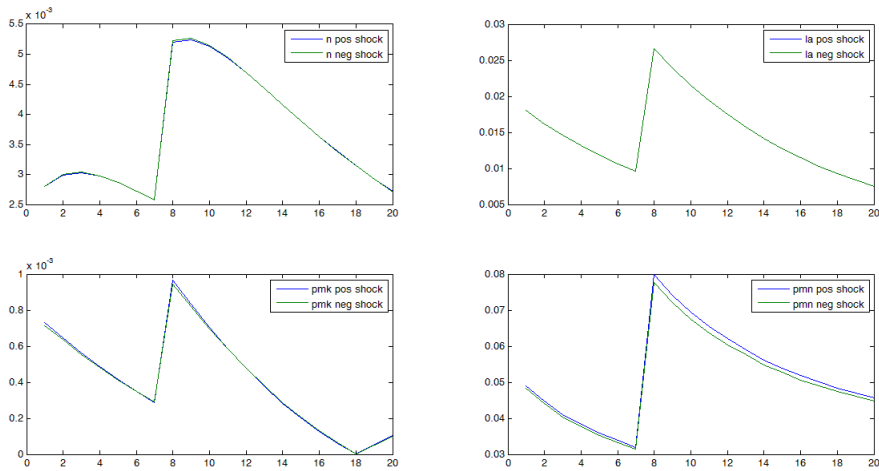 5.5 x 10^-3
n pos shock
n neg shock
5
4.5
4
3.5
3
2.5
0 2 4 6 8 10 12 14 16 18 20
0.03
la pos shock
la neg shock
0.025
0.02
0.015
0.01
0.005
0 2 4 6 8 10 12 14 16 18 20
1 x 10^-3
pmk pos shock
pmk neg shock
0.8
0.6
0.4
0.2
0
0 2 4 6 8 10 12 14 16 18 20
0.08
pmn pos shock
pmn neg shock
0.07
0.06
0.05
0.04
0.03
0 2 4 6 8 10 12 14 16 18 20